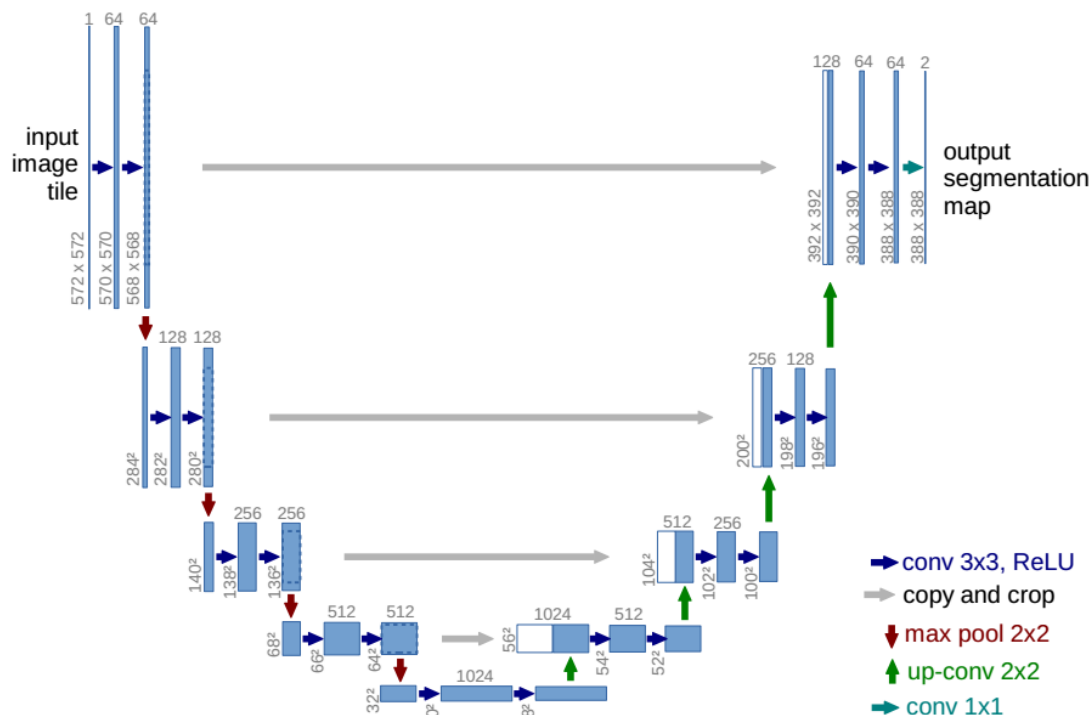 1 64 64
input
image
tile
572 x 572
570 x 570
568 x 568
128 64 64 2
output
segmentation
map
392 x 392
390 x 390
388 x 388
388 x 388
128 128
284²
282²
280²
256 128
200²
198²
196²
256 256
140²
138²
136²
512 256
104²
102²
100²
512 512
68²
66²
64²
1024 512
56²
54²
52²
1024
32²
conv 3x3, ReLU
copy and crop
max pool 2x2
up-conv 2x2
conv 1x1